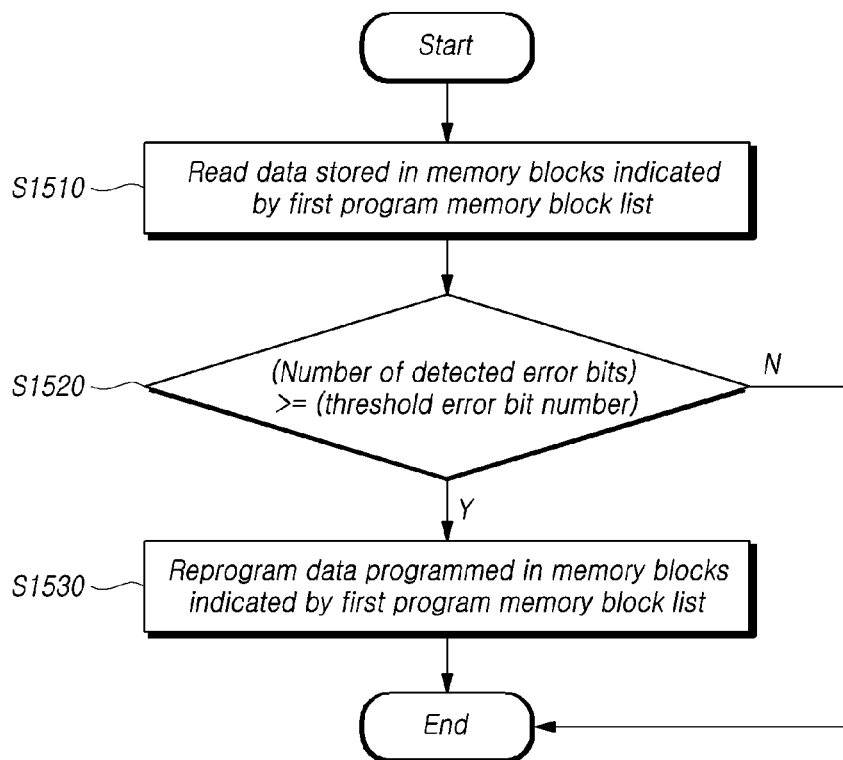 Start
S1510
Read data stored in memory blocks indicated
by first program memory block list
S1520
(Number of detected error bits)
>= (threshold error bit number)
N
Y
S1530
Reprogram data programmed in memory blocks
indicated by first program memory block list
End